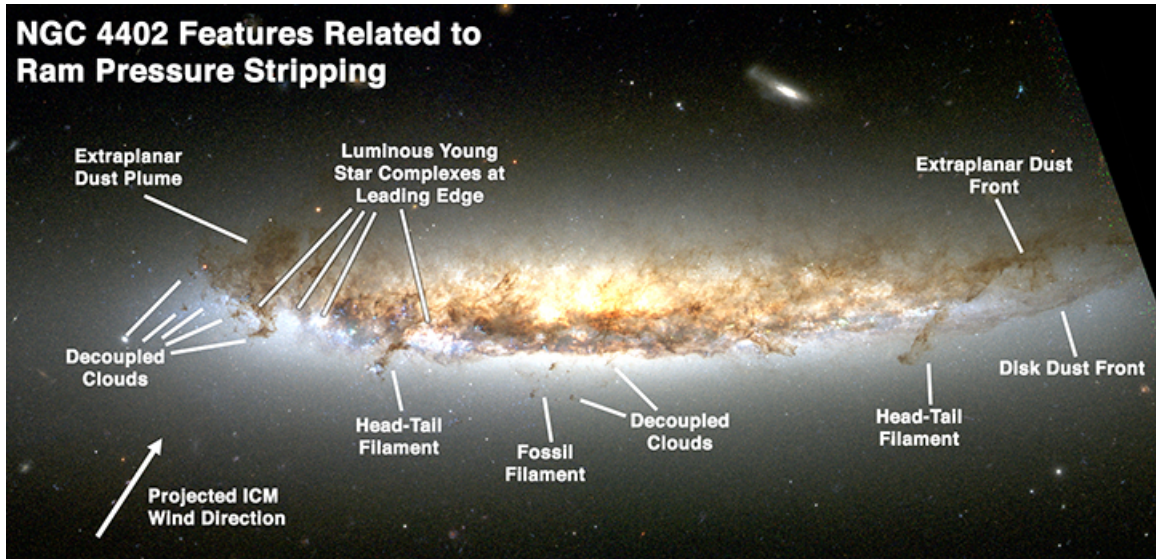 NGC 4402 Features Related to
Ram Pressure Stripping
Extraplanar
Dust Plume
Luminous Young
Star Complexes at
Leading Edge
Extraplanar Dust
Front
Decoupled
Clouds
Head-Tail
Filament
Fossil
Filament
Decoupled
Clouds
Head-Tail
Filament
Disk Dust Front
Projected ICM
Wind Direction